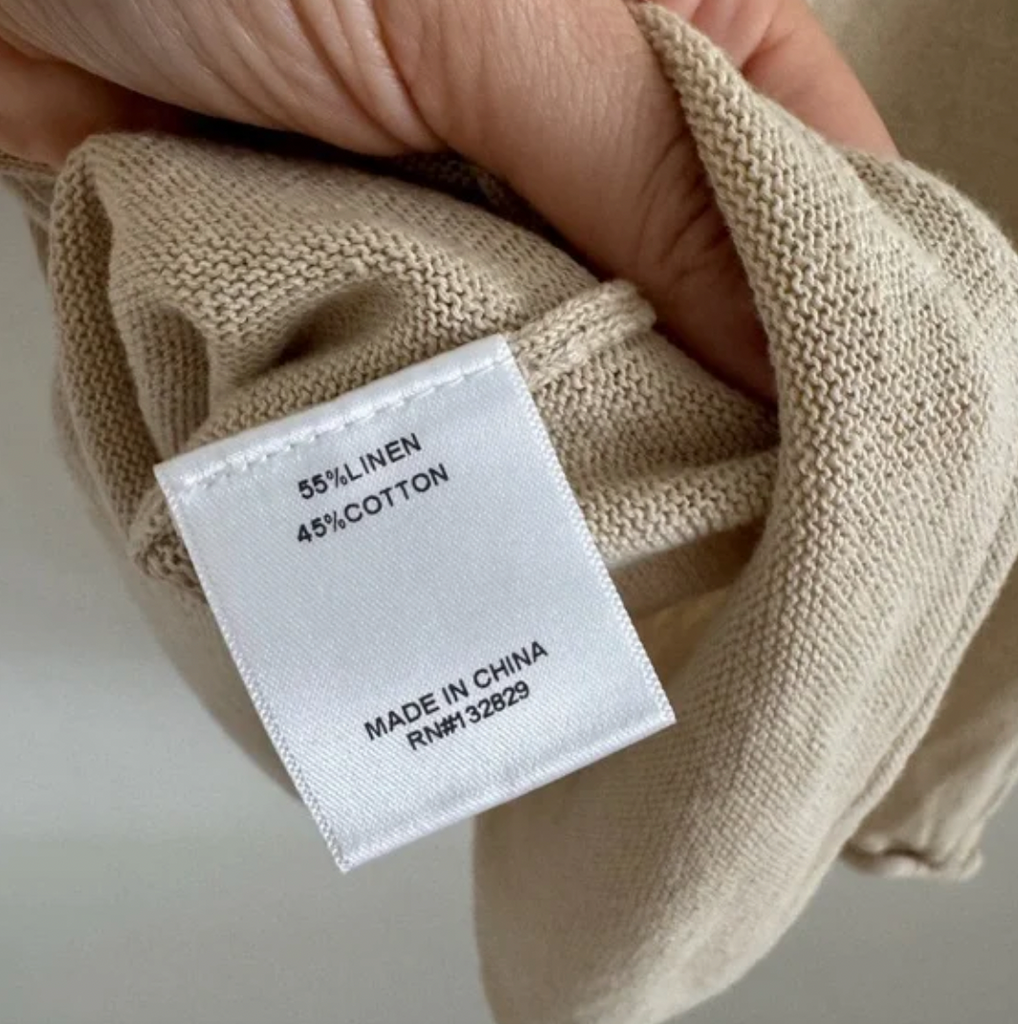 55%LINEN
45%COTTON
MADE IN CHINA
RN#132829